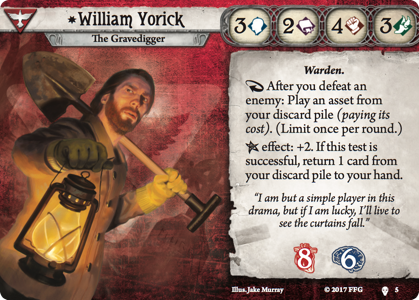 William Yorick
The Gravedigger
3 2 4 3
Warden.
After you defeat an
enemy: Play an asset from
your discard pile (paying its
cost). (Limit once per round.)
effect: +2. If this test is
successful, return 1 card from
your discard pile to your hand.
“I am but a simple player in this
drama, but if I am lucky, I’ll live to
see the curtains fall.”
8 6
Illus. Jake Murray
© 2017 FFG
5